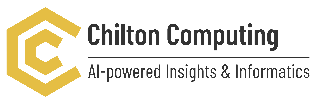 Chilton Computing
AI-powered Insights & Informatics